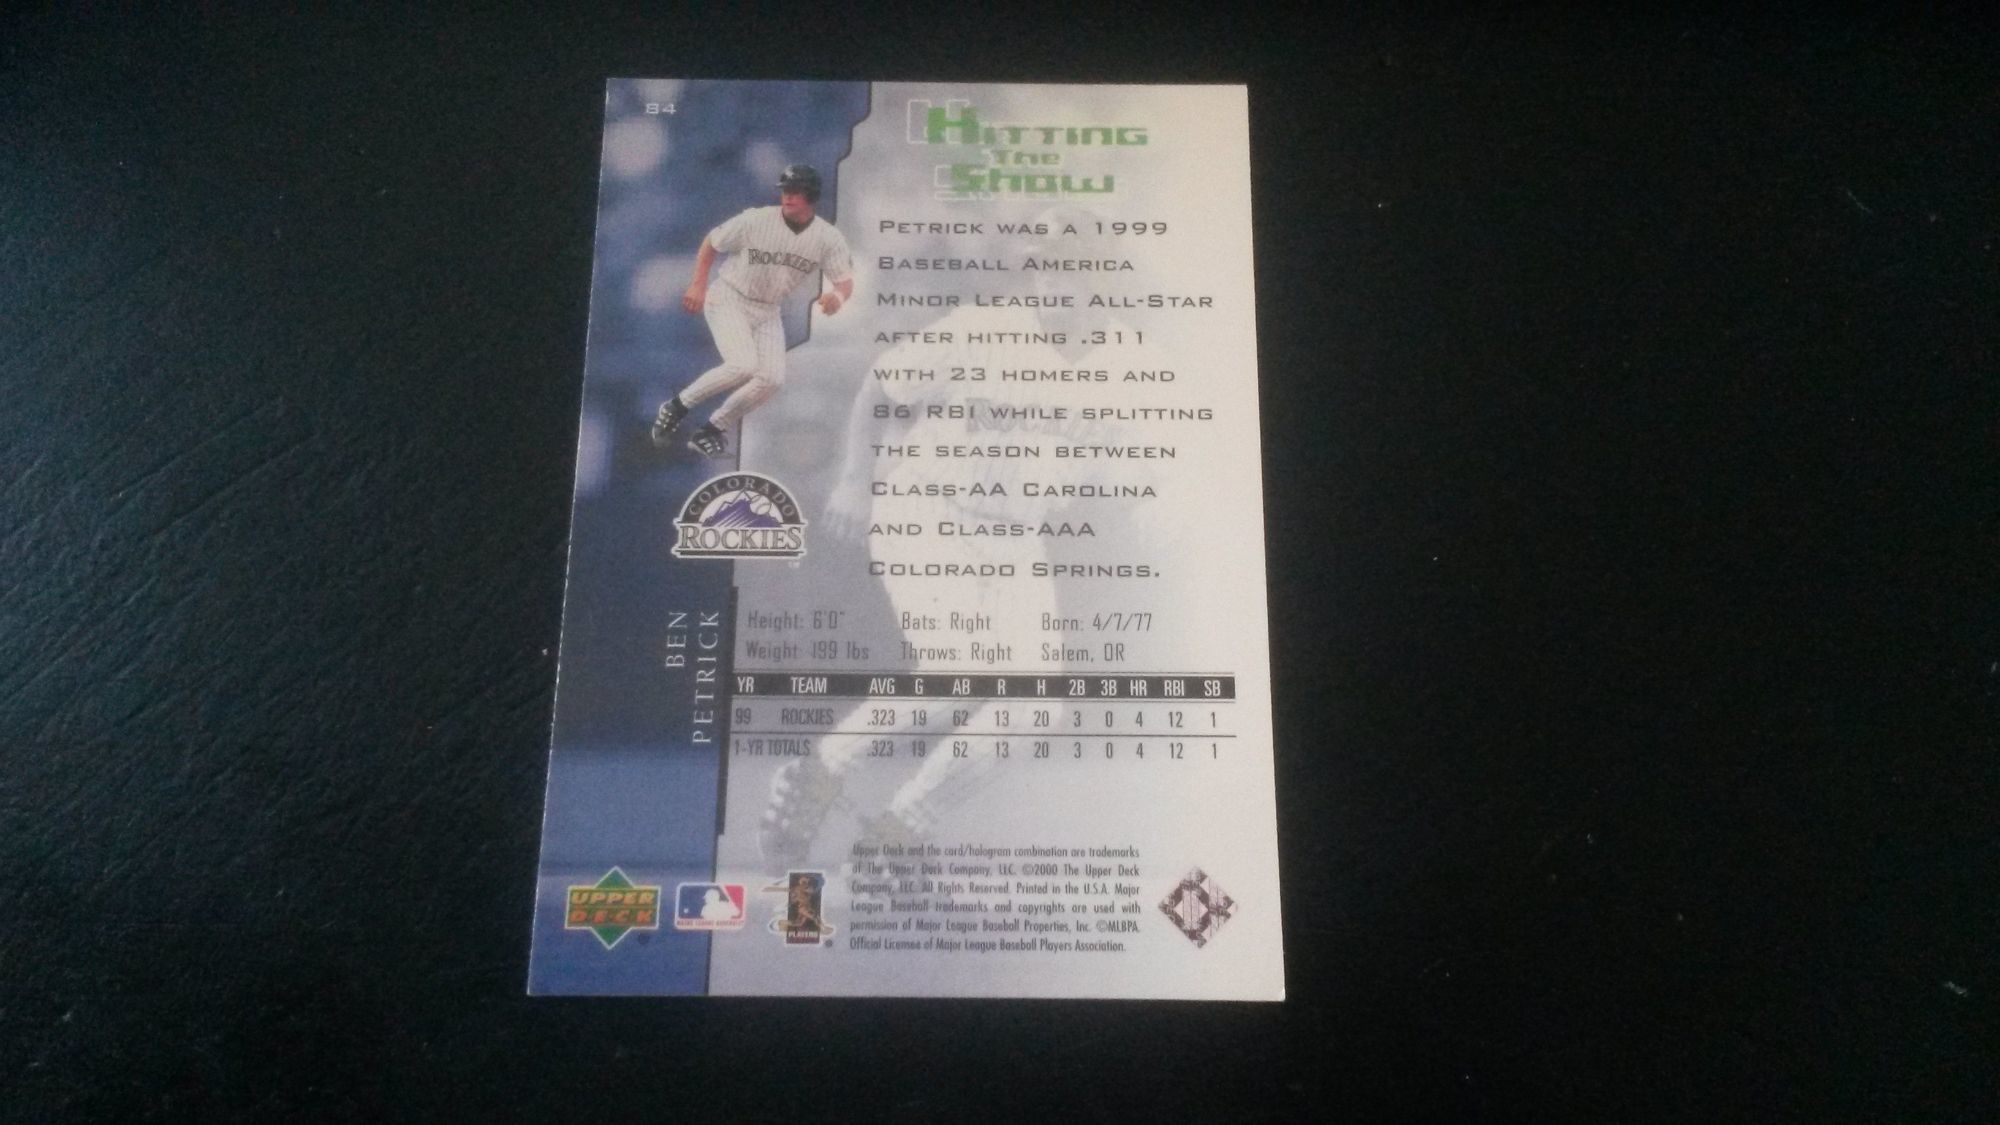 84
HITTING
THE
SHOW
PETRICK WAS A 1999
BASEBALL AMERICA
MINOR LEAGUE ALL-STAR
AFTER HITTING .311
WITH 23 HOMERS AND
86 RBI WHILE SPLITTING
THE SEASON BETWEEN
CLASS-AA CAROLINA
AND CLASS-AAA
COLORADO SPRINGS.
ROCKIES
COLORADO
ROCKIES
TM
BEN
PETRICK
Height: 6'0" Bats: Right Born: 4/7/77
Weight: 199 lbs Throws: Right Salem, OR
YR TEAM AVG G AB R H 2B 3B HR RBI SB
99 ROCKIES .323 19 62 13 20 3 0 4 12 1
1-YR TOTALS .323 19 62 13 20 3 0 4 12 1
Upper Deck and the card/hologram combination are trademarks
of The Upper Deck Company, LLC. ©2000 The Upper Deck
Company, LLC. All Rights Reserved. Printed in the U.S.A. Major
League Baseball trademarks and copyrights are used with
permission of Major League Baseball Properties, Inc. ©MLBPA
Official Licensee of Major League Baseball Players Association.
UPPER
DECK
®
MAJOR LEAGUE BASEBALL
PLAYERS
®